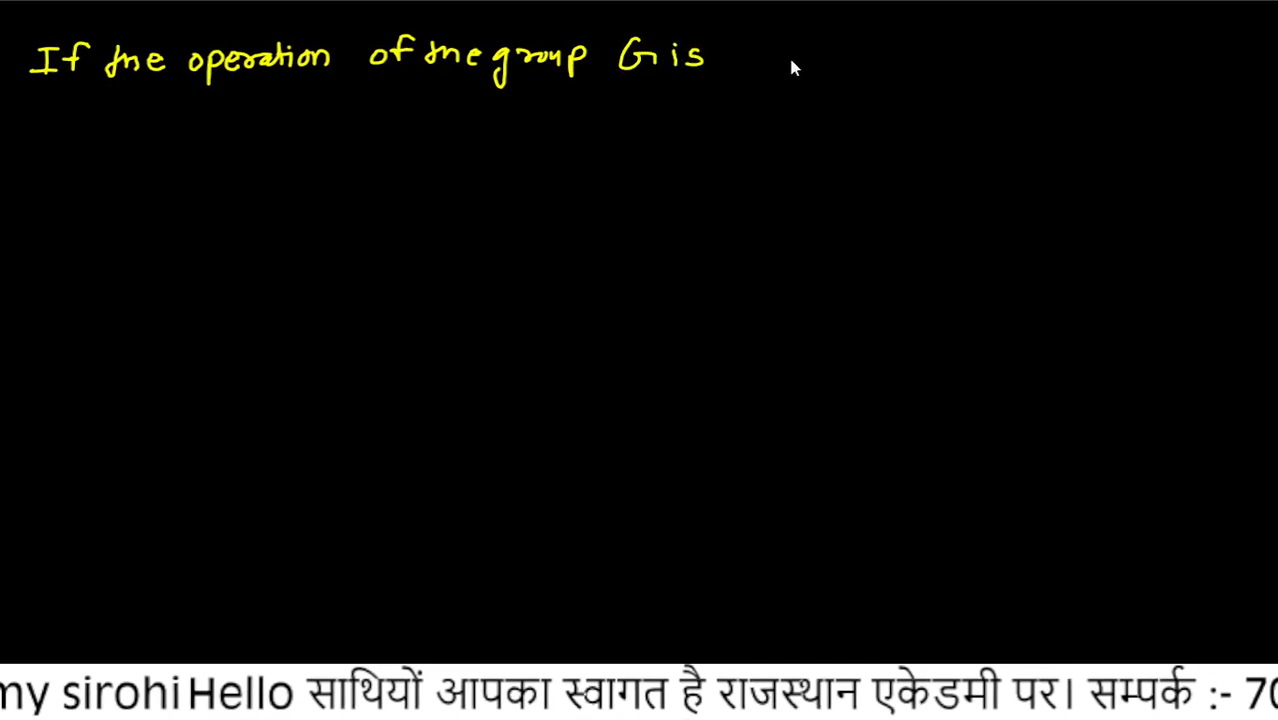 If the operation of the group G is
my sirohi Hello साथियों आपका स्वागत है राजस्थान एकेडमी पर। सम्पर्क :- 70